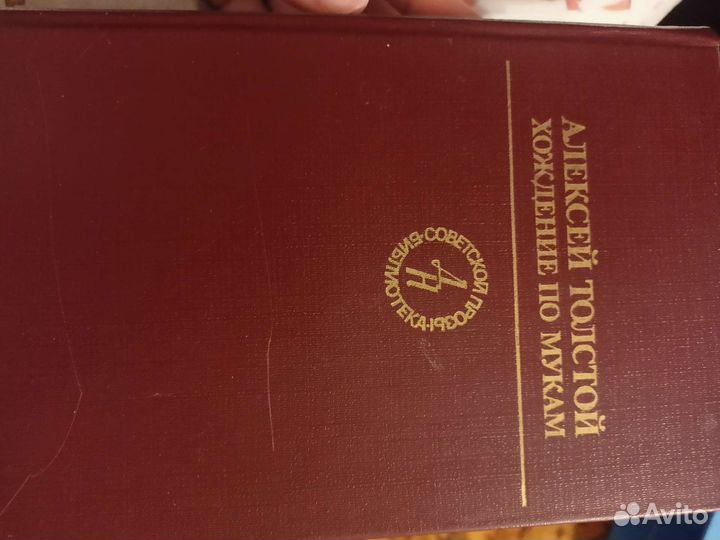 АЛЕКСЕЙ ТОЛСТОЙ
ХОЖДЕНИЕ ПО МУКАМ
БИБЛИОТЕКА·СОВЕТСКОЙ ПРОЗЫ·
Avito